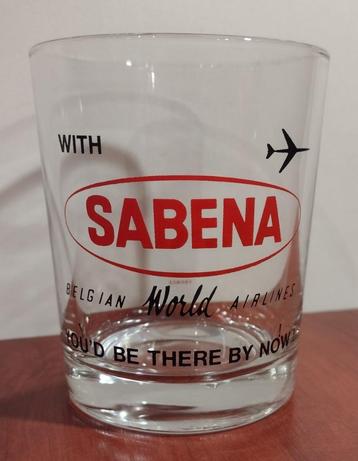 WITH
SABENA
BELGIAN World AIRLINES
YOU'D BE THERE BY NOW